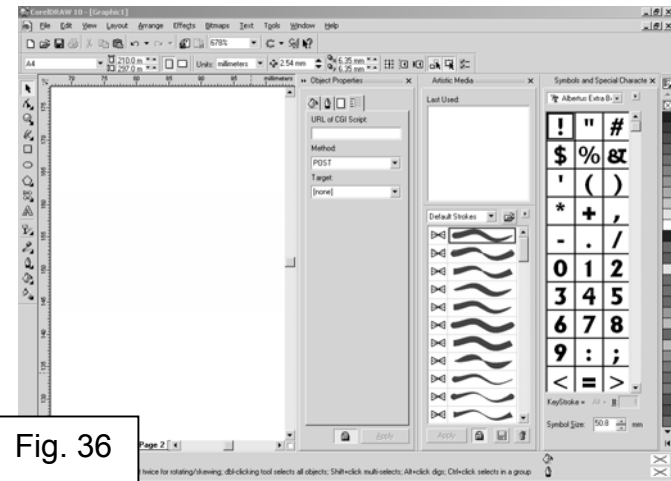 CorelDRAW 10 - [Graphic1]
File Edit View Layout Arrange Effects Bitmaps Text Tools Window Help
678%
A4 210.0 m 297.0 m Units: millimeters 2.54 mm 6.35 mm 6.35 mm
millimeters
Object Properties
URL of CGI Script:
Method:
POST
Target:
[none]
Apply
Artistic Media
Last Used:
Default Strokes
Apply
Symbols and Special Characte
Albertus Extra B
! " #
$ % &
' ( )
* + ,
- . /
0 1 2
3 4 5
6 7 8
9 : ;
< = >
KeyStroke = Alt +
Symbol Size: 50.8 mm
Page 2
twice for rotating/skewing; dbl-clicking tool selects all objects; Shift+click multi-selects; Alt+click digs; Ctrl+click selects in a group
Fig. 36